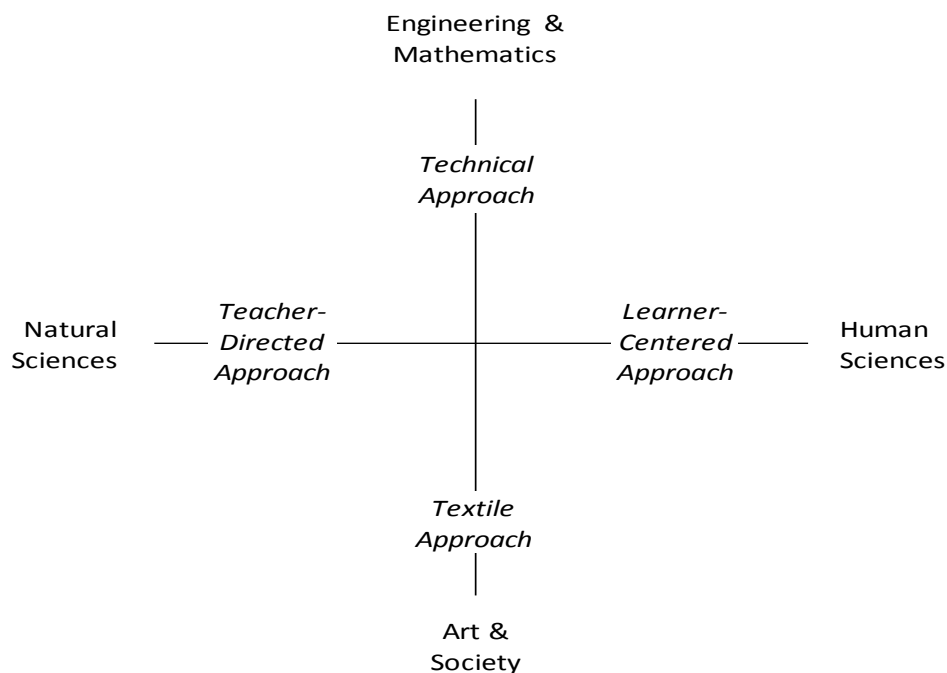 Engineering &
Mathematics
Technical
Approach
Natural
Sciences
Teacher-
Directed
Approach
Learner-
Centered
Approach
Human
Sciences
Textile
Approach
Art &
Society